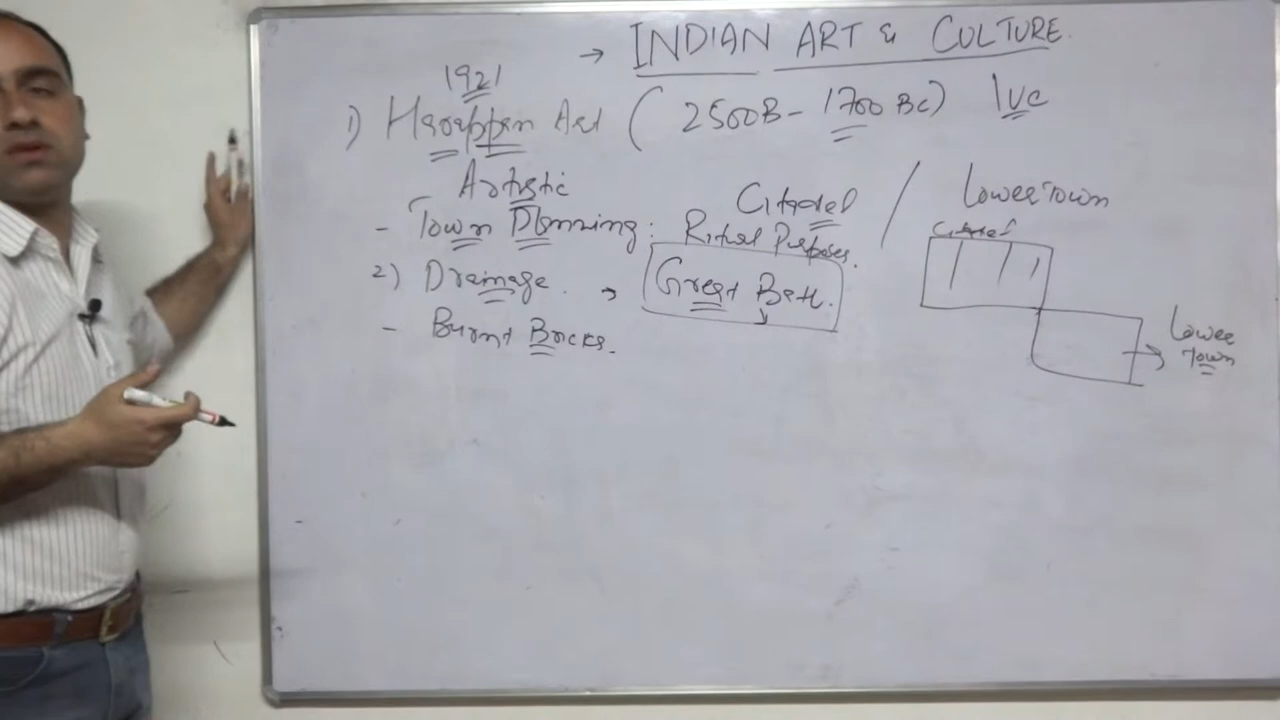 → INDIAN ART & CULTURE.
1921
1) Harappan Art ( 2500B - 1700 BC) IVC
Artistic
- Town Planning : Citadel / Lower Town
Ritual Purposes.
Citadel
2) Drainage. → Great Bath.
- Burnt Bricks.
Lower
Town